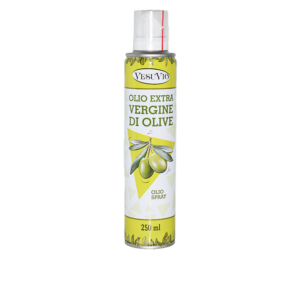 VESUVIO
OLIO EXTRA
VERGINE
DI OLIVE
OLIO
SPRAY
250 ml